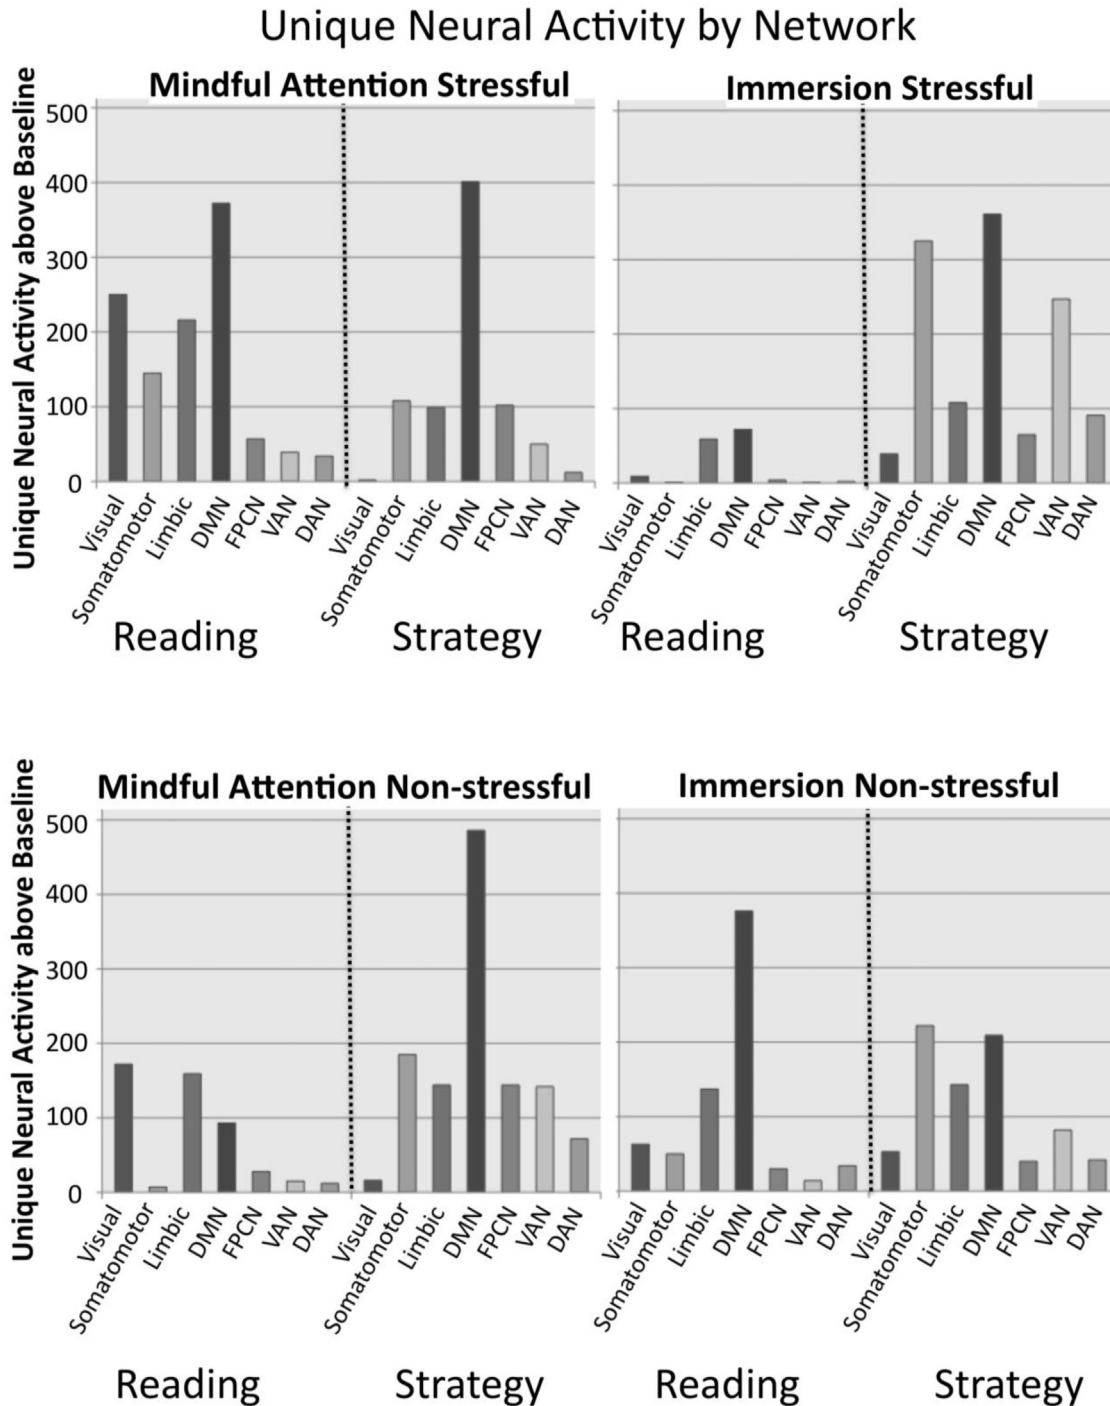 Unique Neural Activity by Network
Mindful Attention Stressful
Immersion Stressful
Unique Neural Activity above Baseline
500
400
300
200
100
0
Visual
Somatomotor
Limbic
DMN
FPCN
VAN
DAN
Visual
Somatomotor
Limbic
DMN
FPCN
VAN
DAN
Visual
Somatomotor
Limbic
DMN
FPCN
VAN
DAN
Visual
Somatomotor
Limbic
DMN
FPCN
VAN
DAN
Reading
Strategy
Reading
Strategy
Mindful Attention Non-stressful
Immersion Non-stressful
Unique Neural Activity above Baseline
500
400
300
200
100
0
Visual
Somatomotor
Limbic
DMN
FPCN
VAN
DAN
Visual
Somatomotor
Limbic
DMN
FPCN
VAN
DAN
Visual
Somatomotor
Limbic
DMN
FPCN
VAN
DAN
Visual
Somatomotor
Limbic
DMN
FPCN
VAN
DAN
Reading
Strategy
Reading
Strategy